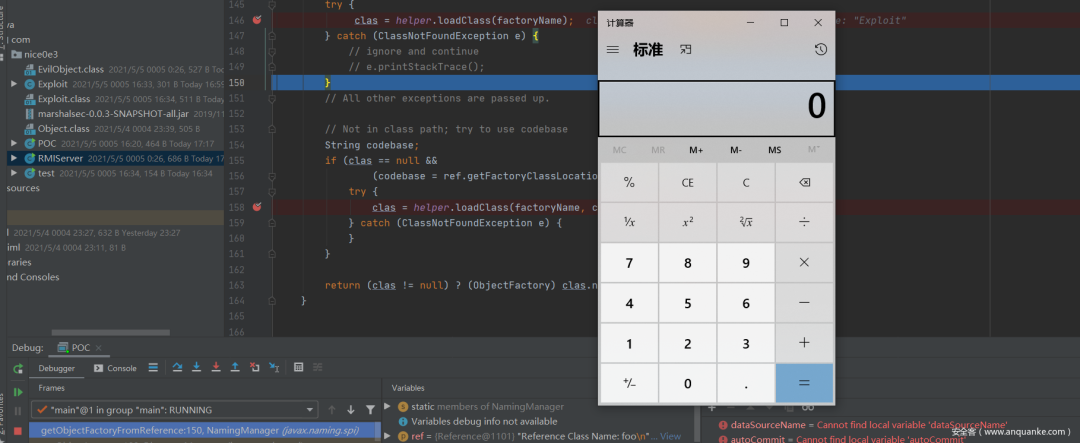 va
com
nice0e3
EvilObject.class 2021/5/5 0005 0:26, 527 B Tod
Exploit 2021/5/5 0005 16:33, 301 B Today 16:59
Exploit.class 2021/5/5 0005 16:34, 511 B Today
marshalsec-0.0.3-SNAPSHOT-all.jar 2019/11
Object.class 2021/5/4 0004 23:39, 505 B
POC 2021/5/5 0005 16:20, 464 B Today 17:17
RMIServer 2021/5/5 0005 0:26, 686 B Today 17
test 2021/5/5 0005 16:34, 154 B Today 16:34
sources
l 2021/5/4 0004 23:27, 632 B Yesterday 23:27
iml 2021/5/4 0004 23:11, 81 B
raries
nd Consoles
145 try {
146 clas = helper.loadClass(factoryName); cl e: "Exploit"
147 } catch (ClassNotFoundException e) {
148 // ignore and continue
149 // e.printStackTrace();
150 }
151 // All other exceptions are passed up.
152
153 // Not in class path; try to use codebase
154 String codebase;
155 if (clas == null &&
156 (codebase = ref.getFactoryClassLocatio
157 try {
158 clas = helper.loadClass(factoryName, c
159 } catch (ClassNotFoundException e) {
160 }
161 }
162
163 return (clas != null) ? (ObjectFactory) clas.n
164 }
165
166
计算器
标准
0
MC MR M+ M- MS M˅
% CE C
¹/x x² ²√x ÷
7 8 9 ×
4 5 6 −
1 2 3 +
+/− 0 . =
Debug: POC
Debugger Console
Frames
"main"@1 in group "main": RUNNING
getObjectFactoryFromReference:150, NamingManager (javax.naming.spi)
Variables
static members of NamingManager
Variables debug info not available
ref = {Reference@1101} "Reference Class Name: foo\n"... View
dataSourceName = Cannot find local variable 'dataSourceName'
autoCommit = Cannot find local variable 'autoCommit'
安全客 ( www.anquanke.com )